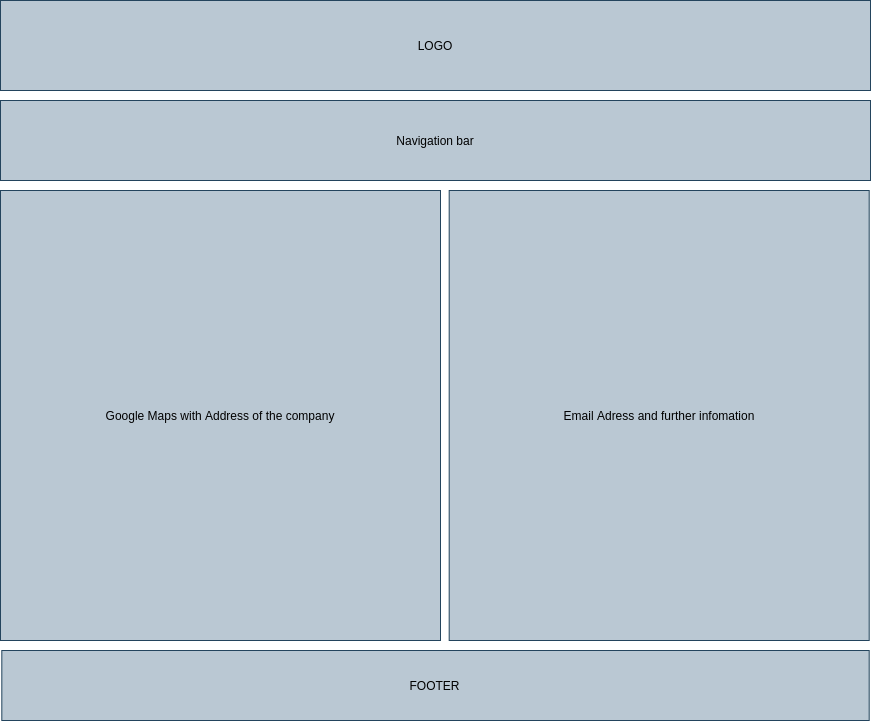 LOGO
Navigation bar
Google Maps with Address of the company
Email Adress and further infomation
FOOTER